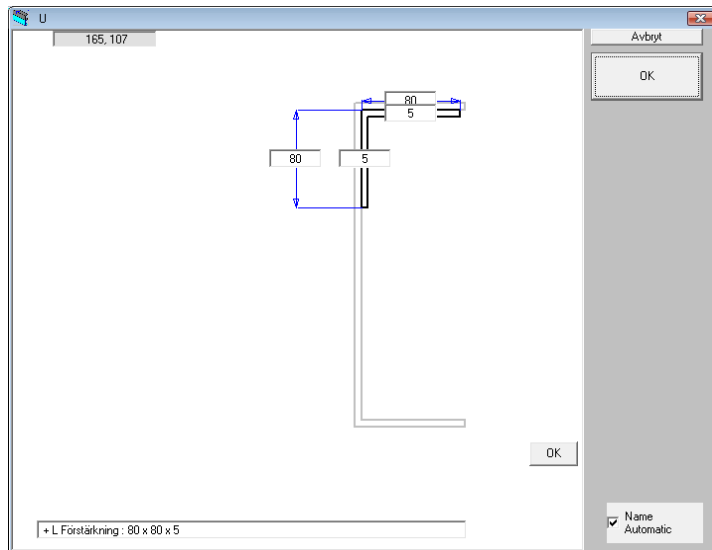 U
165, 107
Avbryt
OK
80
5
80
5
OK
+ L Förstärkning : 80 x 80 x 5
Name
Automatic